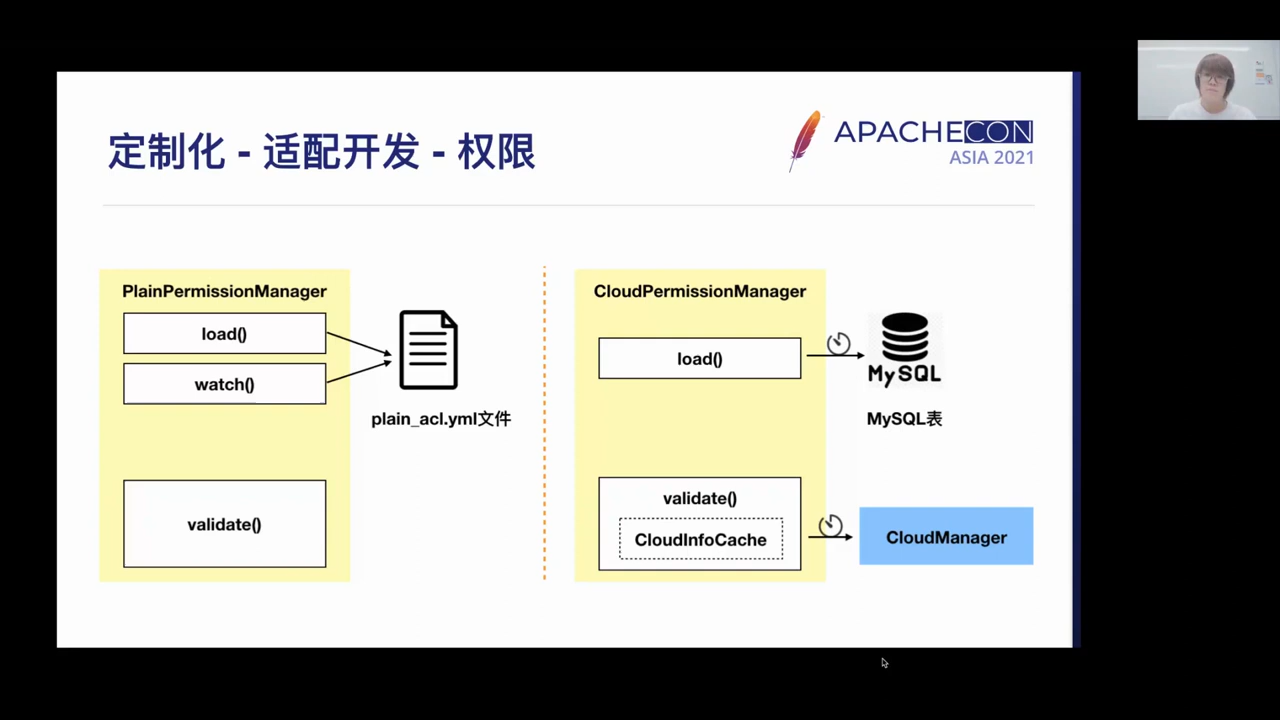 定制化 - 适配开发 - 权限
APACHECON
ASIA 2021
PlainPermissionManager
load()
watch()
plain_acl.yml文件
validate()
CloudPermissionManager
load()
MySQL
MySQL表
validate()
CloudInfoCache
CloudManager